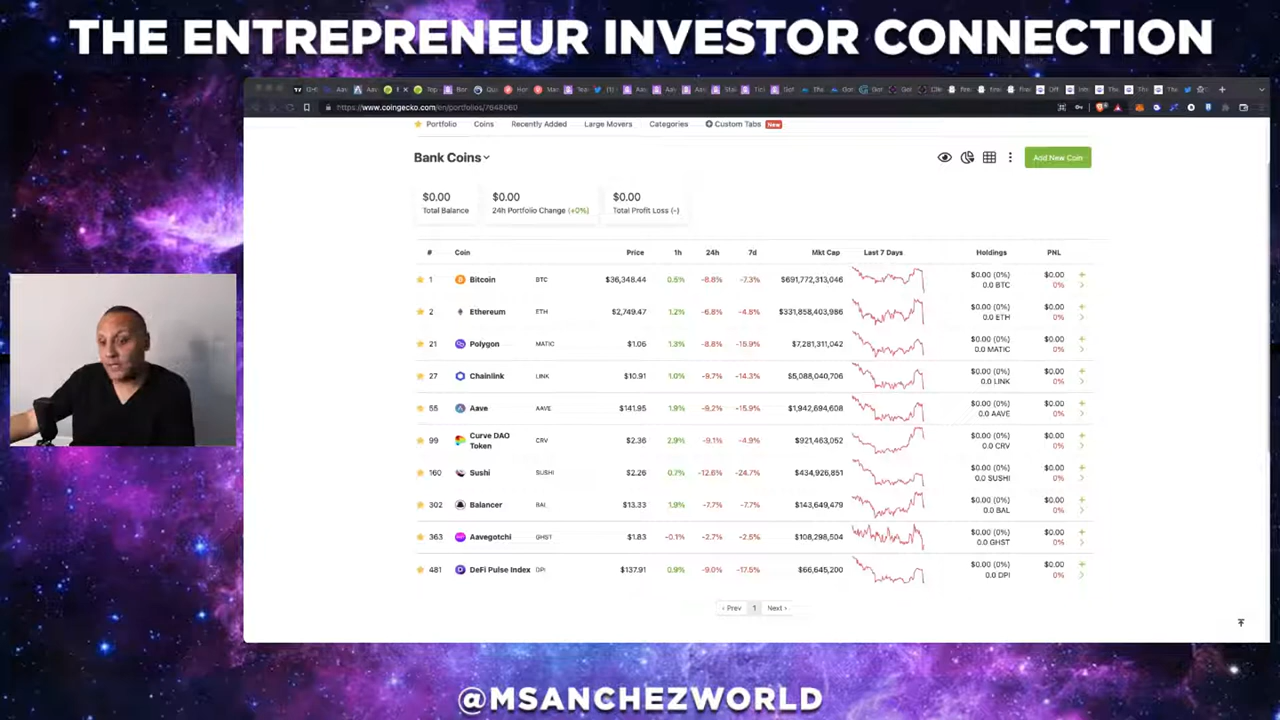 THE ENTREPRENEUR INVESTOR CONNECTION
https://www.coingecko.com/en/portfolios/7648060
Portfolio Coins Recently Added Large Movers Categories Custom Tabs New
Bank Coins
Add New Coin
$0.00 $0.00 $0.00
Total Balance 24h Portfolio Change (+0%) Total Profit Loss (-)
# Coin Price 1h 24h 7d Mkt Cap Last 7 Days Holdings PNL
1 Bitcoin BTC $36,348.44 0.5% -8.8% -7.3% $691,772,313,046 $0.00 (0%) $0.00
0.0 BTC 0%
2 Ethereum ETH $2,749.47 1.2% -6.8% -4.8% $331,858,403,986 $0.00 (0%) $0.00
0.0 ETH 0%
21 Polygon MATIC $1.06 1.3% -8.8% -15.9% $7,281,311,042 $0.00 (0%) $0.00
0.0 MATIC 0%
27 Chainlink LINK $10.91 1.0% -9.7% -14.3% $5,088,040,706 $0.00 (0%) $0.00
0.0 LINK 0%
55 Aave AAVE $141.95 1.9% -9.2% -15.9% $1,942,694,608 $0.00 (0%) $0.00
0.0 AAVE 0%
99 Curve DAO Token CRV $2.36 2.9% -9.1% -4.9% $921,463,052 $0.00 (0%) $0.00
0.0 CRV 0%
160 Sushi SUSHI $2.26 0.7% -12.6% -24.7% $434,926,851 $0.00 (0%) $0.00
0.0 SUSHI 0%
302 Balancer BAL $13.33 1.9% -7.7% -7.7% $143,649,479 $0.00 (0%) $0.00
0.0 BAL 0%
363 Aavegotchi GHST $1.83 -0.1% -2.7% -2.5% $108,298,504 $0.00 (0%) $0.00
0.0 GHST 0%
481 DeFi Pulse Index DPI $137.91 0.9% -9.0% -17.5% $66,645,200 $0.00 (0%) $0.00
0.0 DPI 0%
‹ Prev 1 Next ›
@MSANCHEZWORLD